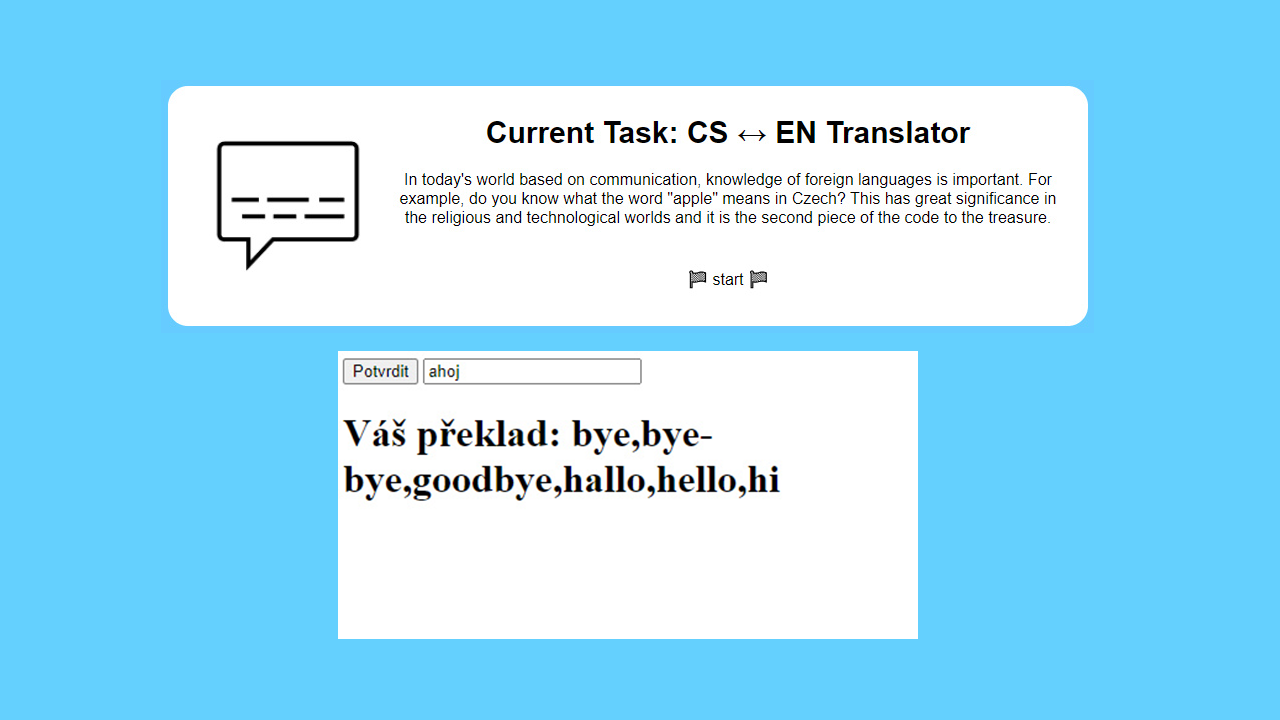 Current Task: CS ↔ EN Translator
In today's world based on communication, knowledge of foreign languages is important. For
example, do you know what the word "apple" means in Czech? This has great significance in
the religious and technological worlds and it is the second piece of the code to the treasure.
🏁 start 🏁
Potvrdit ahoj
Váš překlad: bye,bye-
bye,goodbye,hallo,hello,hi